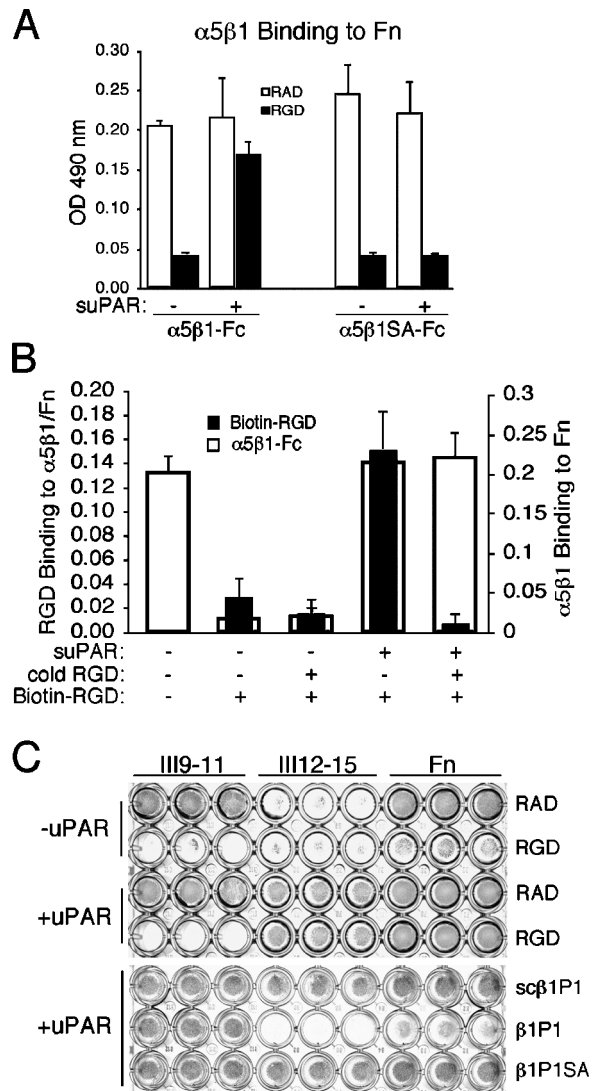 A
α5β1 Binding to Fn
0.30
0.25
0.20
0.15
0.10
0.05
0.00
OD 490 nm
RAD
RGD
suPAR: - + - +
α5β1-Fc α5β1SA-Fc
B
0.20
0.18
0.16
0.14
0.12
0.10
0.08
0.06
0.04
0.02
0.00
RGD Binding to α5β1/Fn
Biotin-RGD
α5β1-Fc
0.3
0.25
0.2
0.15
0.1
0.05
0
α5β1 Binding to Fn
suPAR: - - - + +
cold RGD: - - + - +
Biotin-RGD: - + + + +
C
III9-11 III12-15 Fn
-uPAR
RAD
RGD
+uPAR
RAD
RGD
+uPAR
scβ1P1
β1P1
β1P1SA